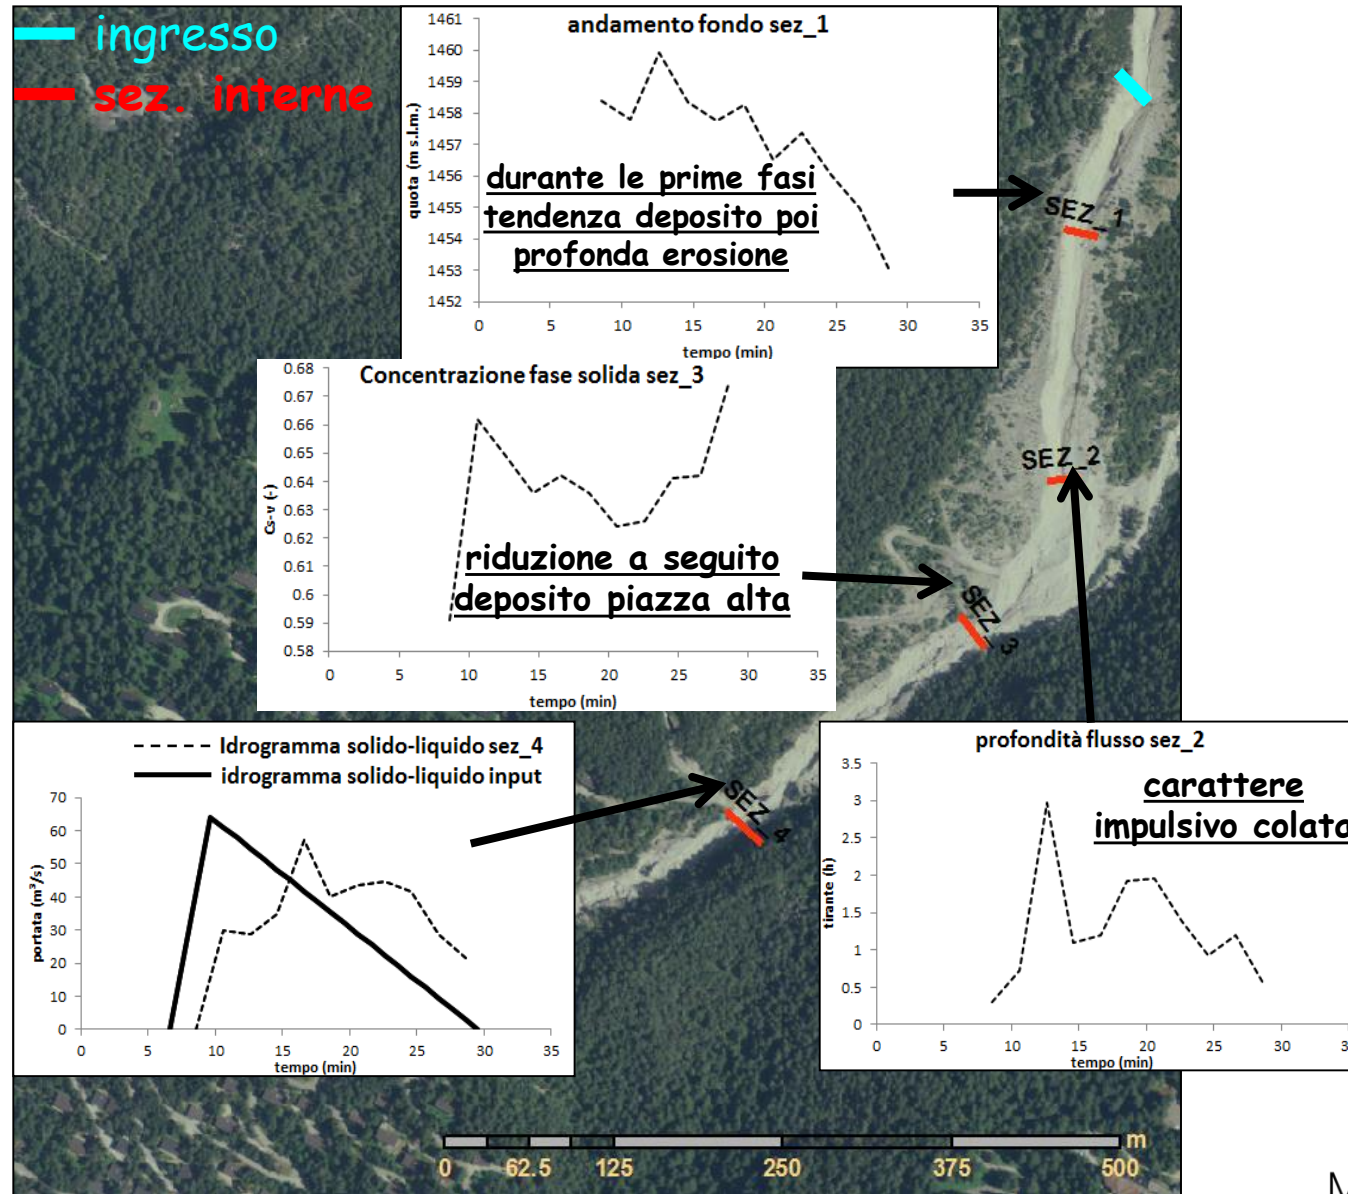 ingresso
sez. interne
andamento fondo sez_1
quota (m s.l.m.)
1461
1460
1459
1458
1457
1456
1455
1454
1453
1452
0 5 10 15 20 25 30 35
tempo (min)
durante le prime fasi
tendenza deposito poi
profonda erosione
SEZ_1
Concentrazione fase solida sez_3
Cs-v (-)
0.68
0.67
0.66
0.65
0.64
0.63
0.62
0.61
0.6
0.59
0.58
0 5 10 15 20 25 30 35
tempo (min)
riduzione a seguito
deposito piazza alta
SEZ_2
SEZ_3
Idrogramma solido-liquido sez_4
idrogramma solido-liquido input
portata (m³/s)
70
60
50
40
30
20
10
0
0 5 10 15 20 25 30 35
tempo (min)
SEZ_4
profondità flusso sez_2
carattere
impulsivo colata
tirante (h)
3.5
3
2.5
2
1.5
1
0.5
0
0 5 10 15 20 25 30
tempo (min)
m
0 62.5 125 250 375 500